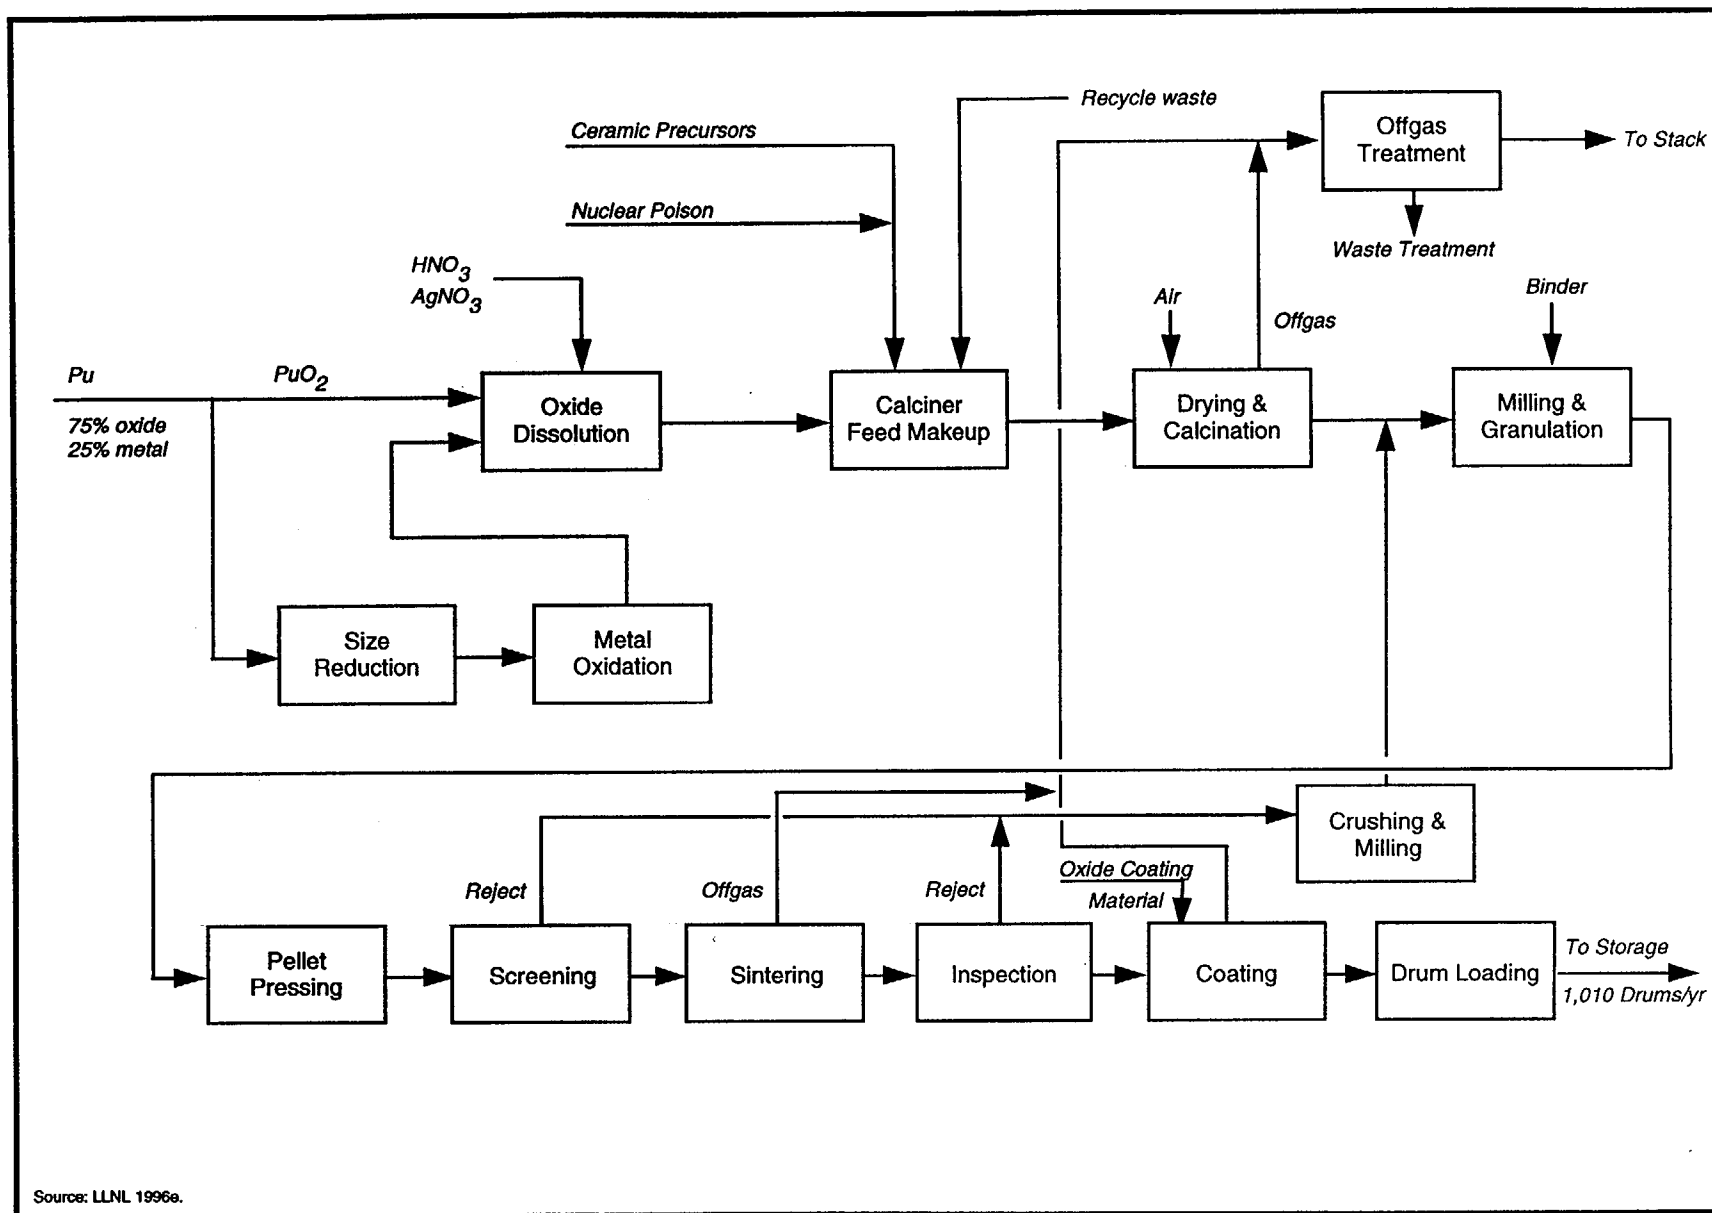 Recycle waste
Ceramic Precursors
Offgas
Treatment
To Stack
Nuclear Poison
Waste Treatment
HNO3
AgNO3
Air
Offgas
Binder
Pu
PuO2
75% oxide
25% metal
Oxide
Dissolution
Calciner
Feed Makeup
Drying &
Calcination
Milling &
Granulation
Size
Reduction
Metal
Oxidation
Crushing &
Milling
Reject
Offgas
Reject
Oxide Coating
Material
Pellet
Pressing
Screening
Sintering
Inspection
Coating
Drum Loading
To Storage
1,010 Drums/yr
Source: LLNL 1996e.